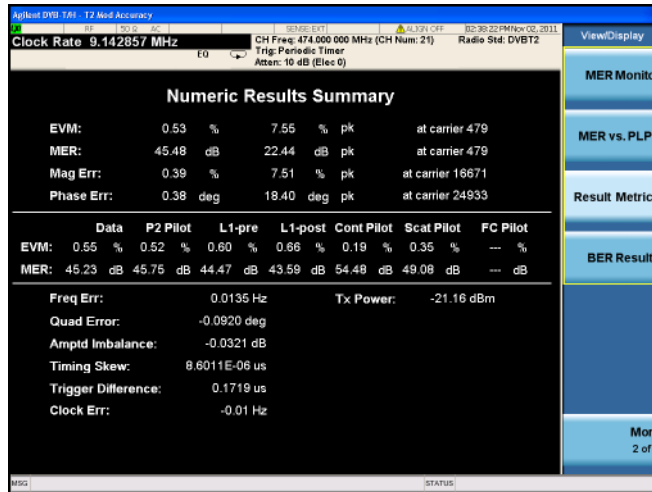 Agilent DVB-T/H - T2 Mod Accuracy
RF 50 Ω AC SENSE:EXT ALIGN OFF 02:38:22 PM Nov 02, 2011
Clock Rate 9.142857 MHz CH Freq: 474.000 000 MHz (CH Num: 21) Radio Std: DVBT2
EQ Trig: Periodic Timer
Atten: 10 dB (Elec 0)
View/Display
MER Monito
MER vs. PLP
Result Metric
BER Result
Mor
2 of
Numeric Results Summary
EVM: 0.53 % 7.55 % pk at carrier 479
MER: 45.48 dB 22.44 dB pk at carrier 479
Mag Err: 0.39 % 7.51 % pk at carrier 16671
Phase Err: 0.38 deg 18.40 deg pk at carrier 24933
Data P2 Pilot L1-pre L1-post Cont Pilot Scat Pilot FC Pilot
EVM: 0.55 % 0.52 % 0.60 % 0.66 % 0.19 % 0.35 % --- %
MER: 45.23 dB 45.75 dB 44.47 dB 43.59 dB 54.48 dB 49.08 dB --- dB
Freq Err: 0.0135 Hz Tx Power: -21.16 dBm
Quad Error: -0.0920 deg
Amptd Imbalance: -0.0321 dB
Timing Skew: 8.6011E-06 us
Trigger Difference: 0.1719 us
Clock Err: -0.01 Hz
MSG STATUS